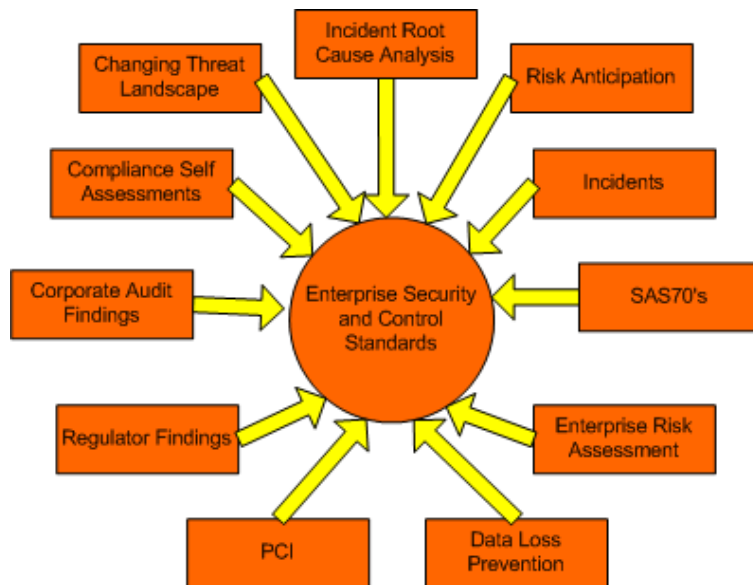 Incident Root
Cause Analysis
Changing Threat
Landscape
Risk Anticipation
Compliance Self
Assessments
Incidents
Corporate Audit
Findings
Enterprise Security
and Control
Standards
SAS70's
Regulator Findings
Enterprise Risk
Assessment
PCI
Data Loss
Prevention